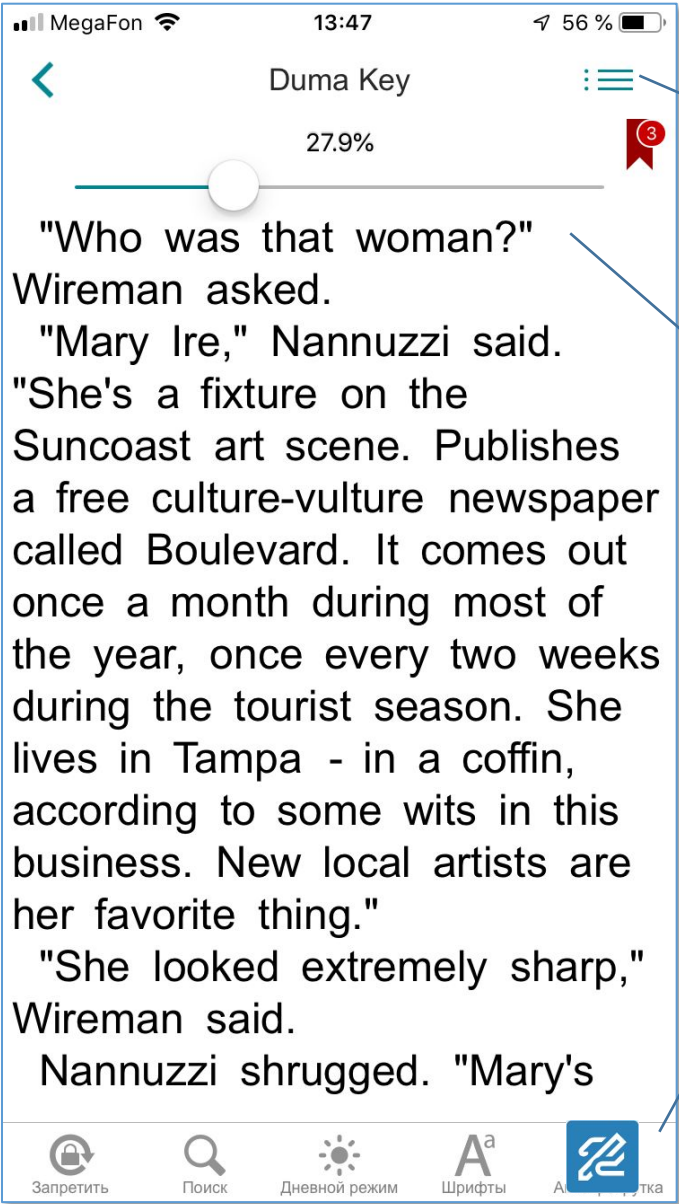 MegaFon 13:47 56 %
Duma Key
27.9%
3
"Who was that woman?"
Wireman asked.
"Mary Ire," Nannuzzi said.
"She's a fixture on the
Suncoast art scene. Publishes
a free culture-vulture newspaper
called Boulevard. It comes out
once a month during most of
the year, once every two weeks
during the tourist season. She
lives in Tampa - in a coffin,
according to some wits in this
business. New local artists are
her favorite thing."
"She looked extremely sharp,"
Wireman said.
Nannuzzi shrugged. "Mary's
Запретить Поиск Дневной режим Шрифты